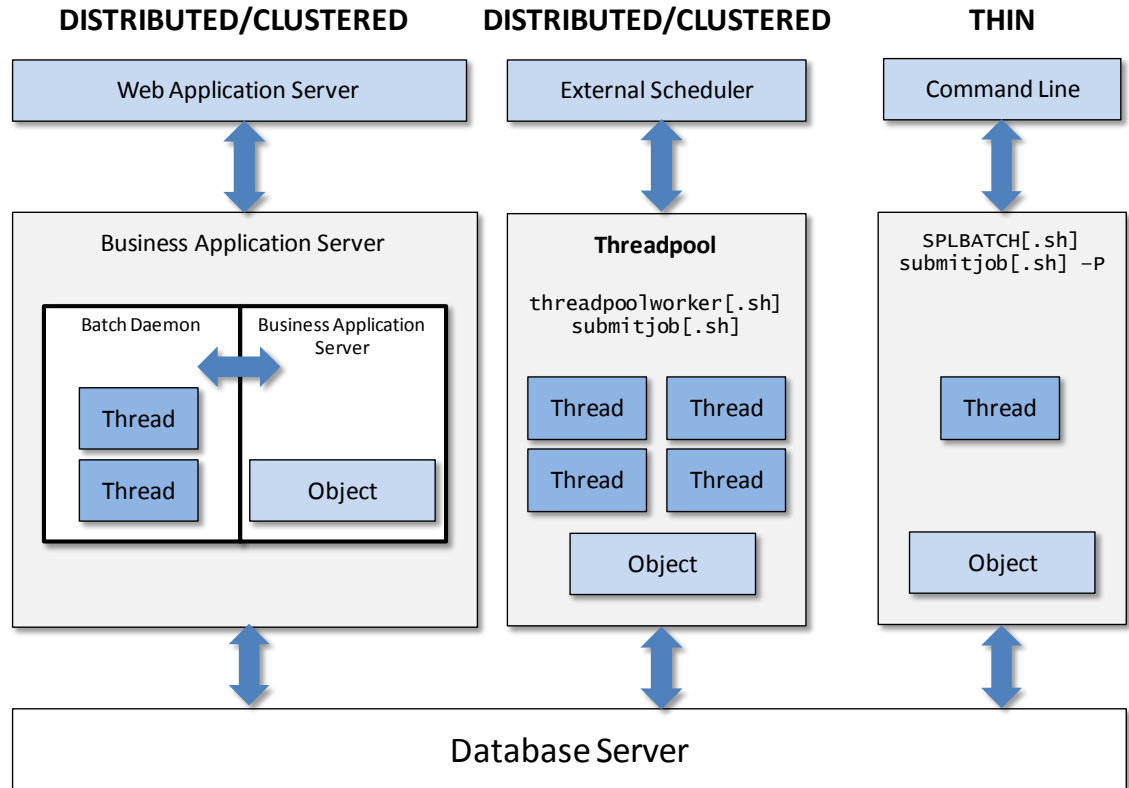 DISTRIBUTED/CLUSTERED
DISTRIBUTED/CLUSTERED
THIN
Web Application Server
External Scheduler
Command Line
Business Application Server
Batch Daemon
Business Application
Server
Thread
Thread
Object
Threadpool
threadpoolworker[.sh]
submitjob[.sh]
Thread
Thread
Thread
Thread
Object
SPLBATCH[.sh]
submitjob[.sh] –P
Thread
Object
Database Server